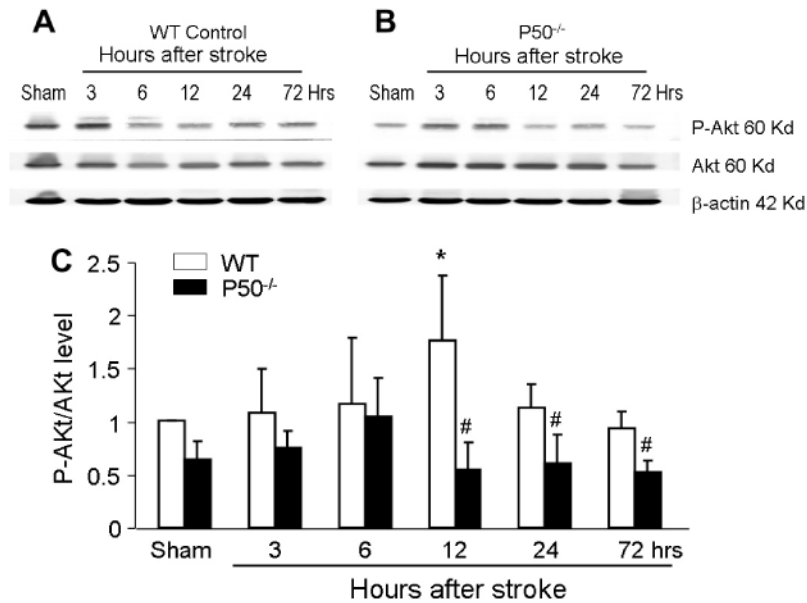 A
WT Control
Hours after stroke
Sham 3 6 12 24 72 Hrs
B
P50-/-
Hours after stroke
Sham 3 6 12 24 72 Hrs
P-Akt 60 Kd
Akt 60 Kd
β-actin 42 Kd
C
WT
P50-/-
P-AKt/AKt level
2.5
2
1.5
1
0.5
0
*
#
#
#
Sham 3 6 12 24 72 hrs
Hours after stroke